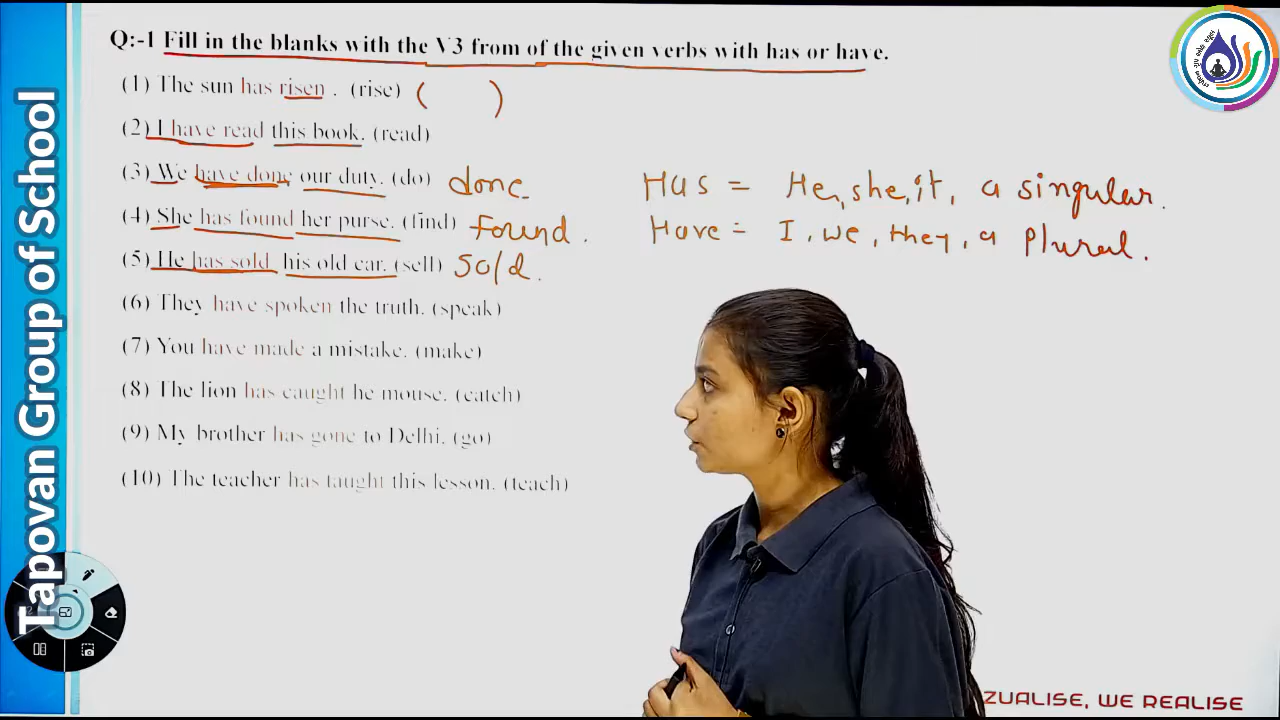 Q:-1 Fill in the blanks with the V3 from of the given verbs with has or have.
(1) The sun has risen . (rise) ( )
(2) I have read this book. (read)
(3) We have done our duty. (do) done
(4) She has found her purse. (find) Found.
(5) He has sold his old car. (sell) Sold.
(6) They have spoken the truth. (speak)
(7) You have made a mistake. (make)
(8) The lion has caught he mouse. (catch)
(9) My brother has gone to Delhi. (go)
(10) The teacher has taught this lesson. (teach)
Has = He, she, it, a singular.
Have = I, we, they, a Plural.
Tapovan Group of School
ZUALISE, WE REALISE